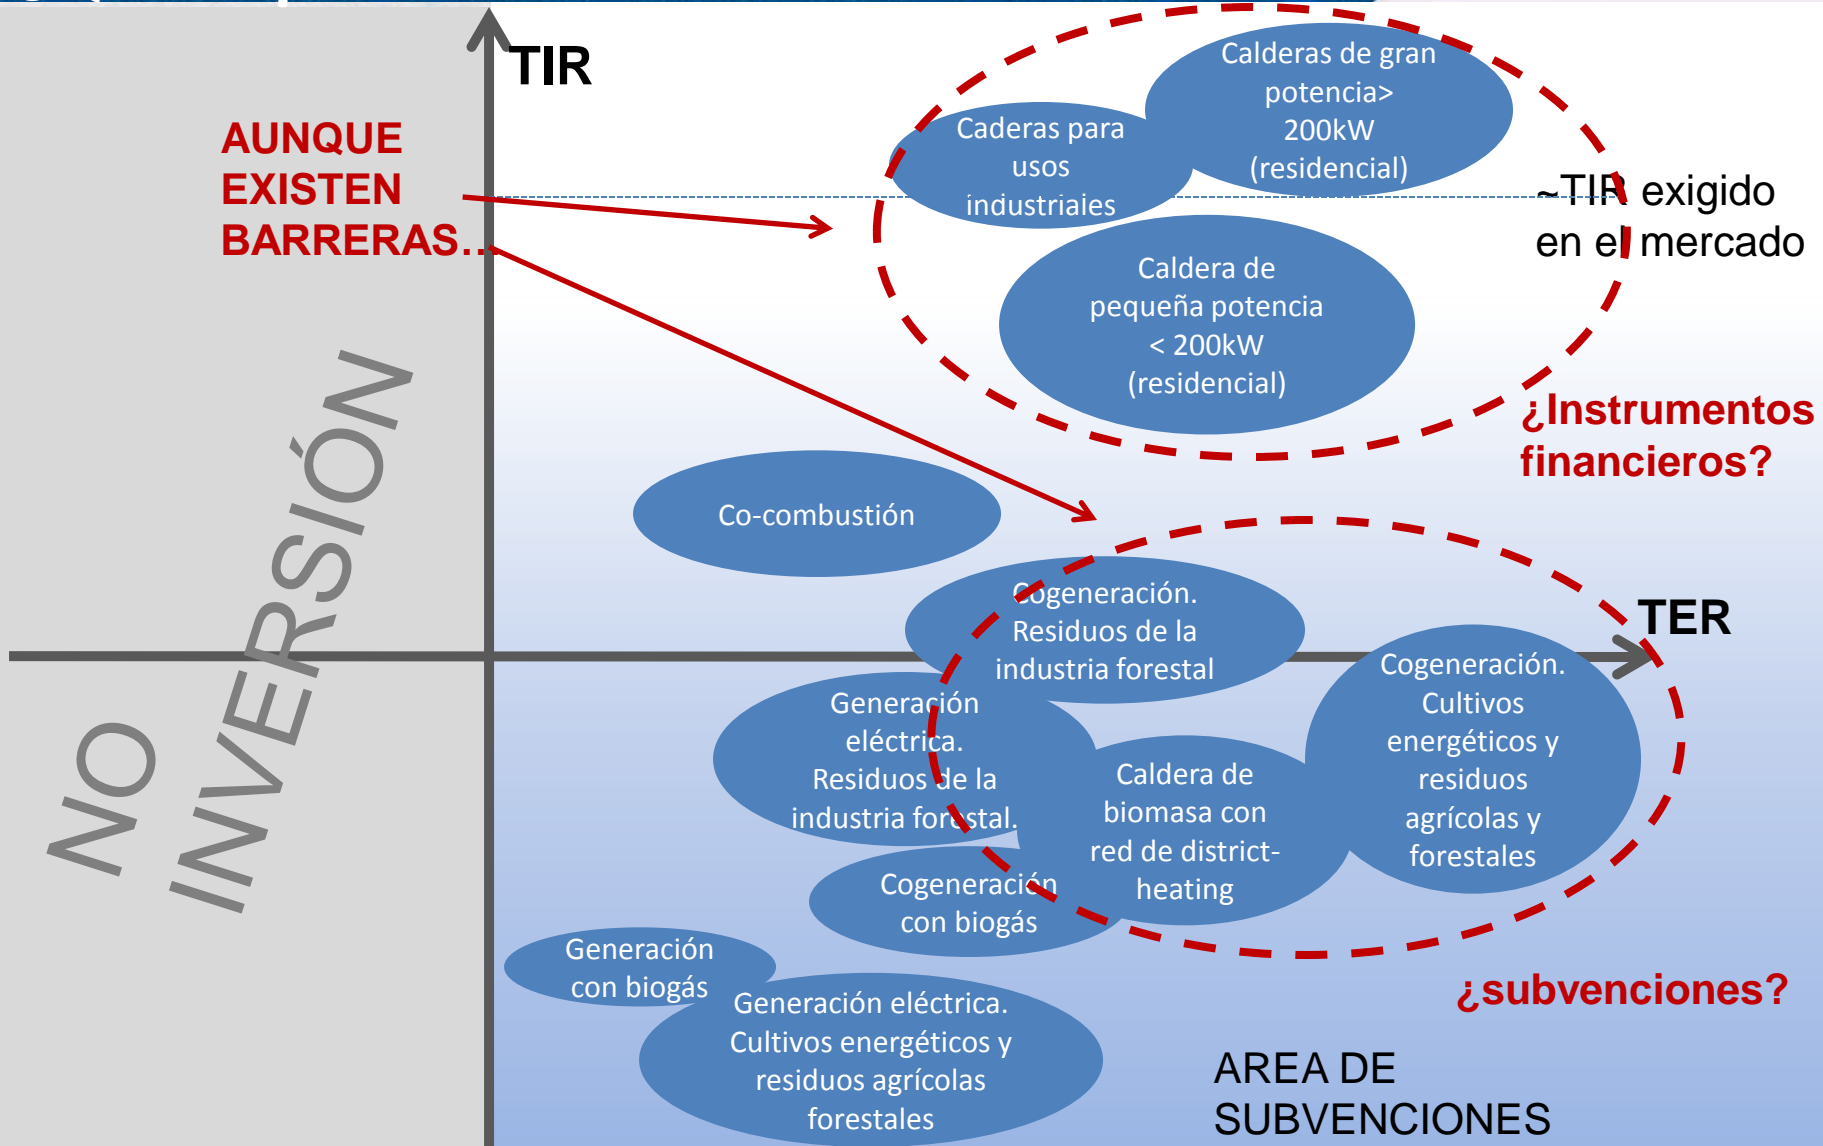 TIR
AUNQUE
EXISTEN
BARRERAS...
Calderas de gran
potencia>
200kW
(residencial)
Caderas para
usos
industriales
~TIR exigido
en el mercado
Caldera de
pequeña potencia
< 200kW
(residencial)
¿Instrumentos
financieros?
NO
INVERSIÓN
Co-combustión
Cogeneración.
Residuos de la
industria forestal
TER
Generación
eléctrica.
Residuos de la
industria forestal.
Caldera de
biomasa con
red de district-
heating
Cogeneración.
Cultivos
energéticos y
residuos
agrícolas y
forestales
Cogeneración
con biogás
Generación
con biogás
¿subvenciones?
Generación eléctrica.
Cultivos energéticos y
residuos agrícolas
forestales
AREA DE
SUBVENCIONES